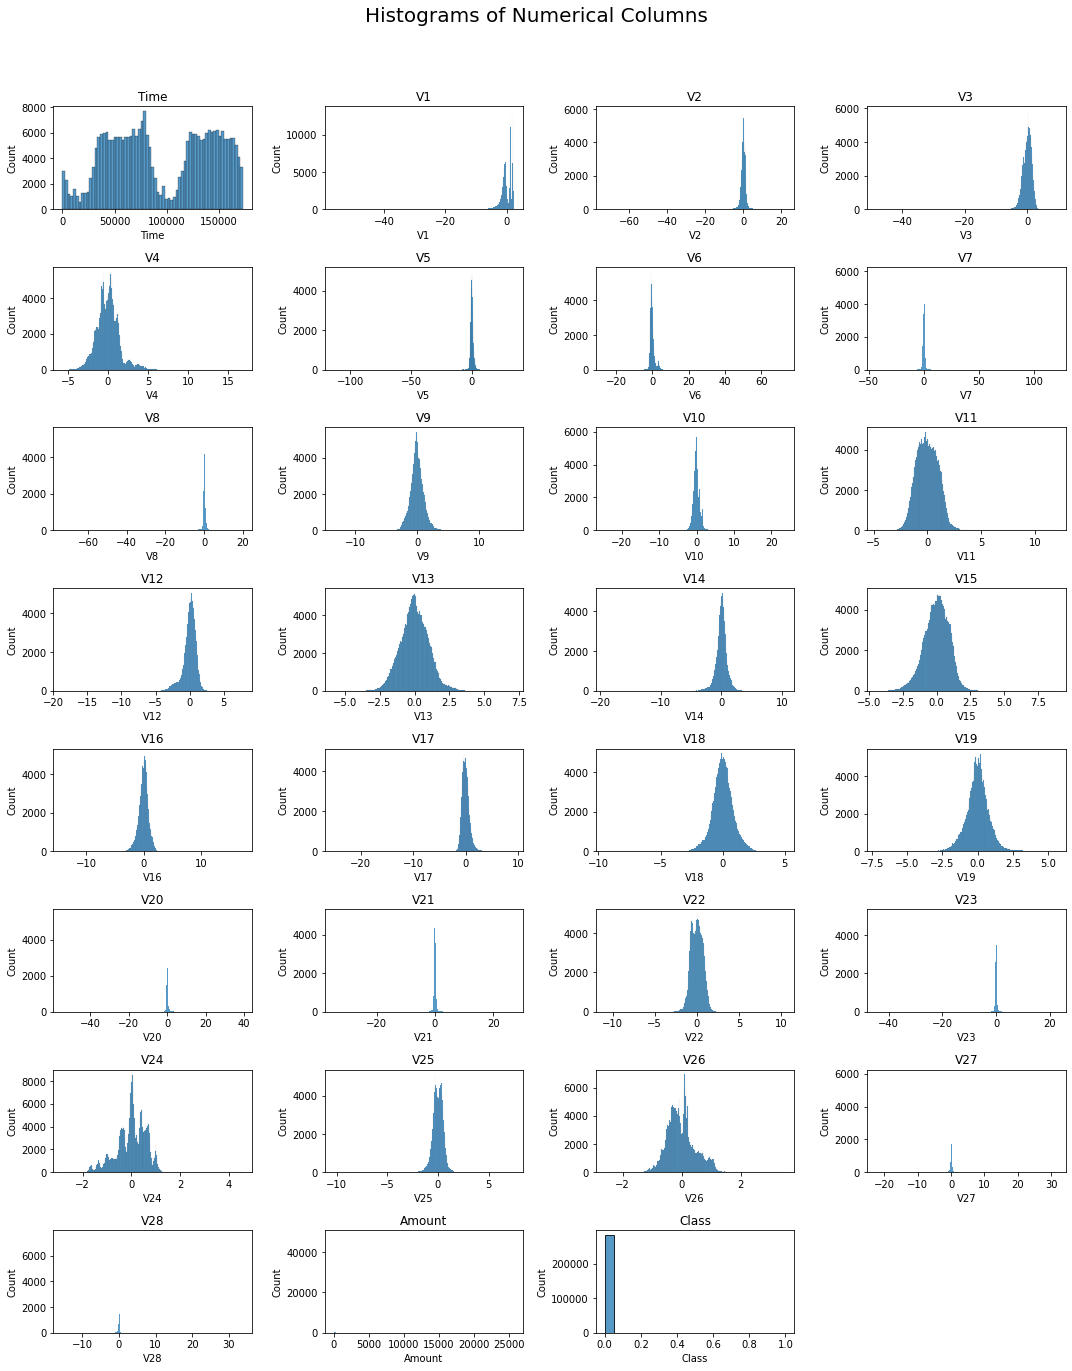 Histograms of Numerical Columns
Time V1 V2 V3
8000 6000 4000 2000 0 Count 10000 5000 0 Count 6000 4000 2000 0 Count 6000 4000 2000 0 Count
0 50000 100000 150000 −40 −20 0 −60 −40 −20 0 20 −40 −20 0
Time V1 V2 V3
V4 V5 V6 V7
4000 2000 0 Count 4000 2000 0 Count 4000 2000 0 Count 6000 4000 2000 0 Count
−5 0 5 10 15 −100 −50 0 −20 0 20 40 60 −50 0 50 100
V4 V5 V6 V7
V8 V9 V10 V11
4000 2000 0 Count 4000 2000 0 Count 6000 4000 2000 0 Count 4000 2000 0 Count
−60 −40 −20 0 20 −10 0 10 −20 −10 0 10 20 −5 0 5 10
V8 V9 V10 V11
V12 V13 V14 V15
4000 2000 0 Count 4000 2000 0 Count 4000 2000 0 Count 4000 2000 0 Count
−20 −15 −10 −5 0 5 −5.0 −2.5 0.0 2.5 5.0 7.5 −20 −10 0 10 −5.0 −2.5 0.0 2.5 5.0 7.5
V12 V13 V14 V15
V16 V17 V18 V19
4000 2000 0 Count 4000 2000 0 Count 4000 2000 0 Count 4000 2000 0 Count
−10 0 10 −20 −10 0 10 −10 −5 0 5 −7.5 −5.0 −2.5 0.0 2.5 5.0
V16 V17 V18 V19
V20 V21 V22 V23
4000 2000 0 Count 4000 2000 0 Count 4000 2000 0 Count 4000 2000 0 Count
−40 −20 0 20 40 −20 0 20 −10 −5 0 5 10 −40 −20 0 20
V20 V21 V22 V23
V24 V25 V26 V27
8000 6000 4000 2000 0 Count 4000 2000 0 Count 6000 4000 2000 0 Count 6000 4000 2000 0 Count
−2 0 2 4 −10 −5 0 5 −2 0 2 −20 −10 0 10 20 30
V24 V25 V26 V27
V28 Amount Class
6000 4000 2000 0 Count 40000 20000 0 Count 200000 100000 0 Count
−10 0 10 20 30 0 5000 10000 15000 20000 25000 0.0 0.2 0.4 0.6 0.8 1.0
V28 Amount Class